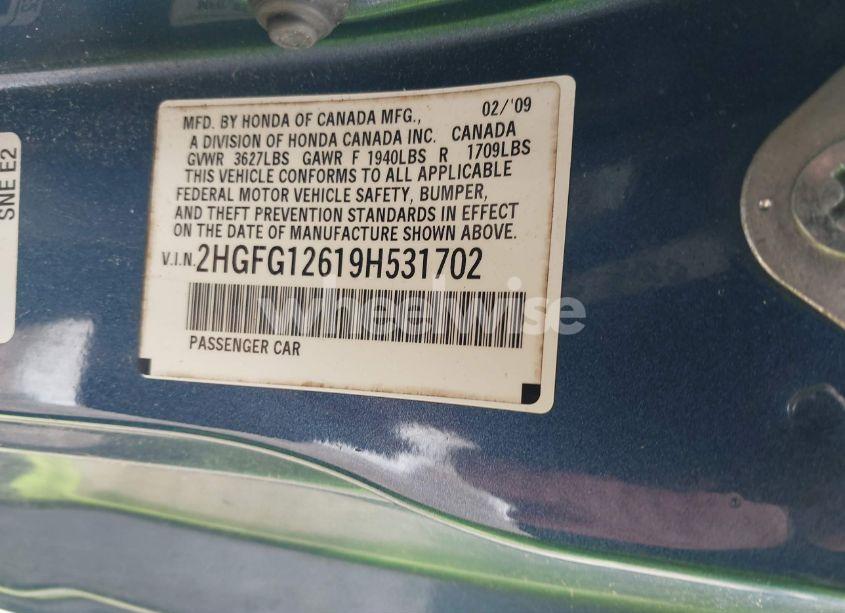 02/'09
MFD. BY HONDA OF CANADA MFG.,
A DIVISION OF HONDA CANADA INC. CANADA
GVWR 3627LBS GAWR F 1940LBS R 1709LBS
THIS VEHICLE CONFORMS TO ALL APPLICABLE
FEDERAL MOTOR VEHICLE SAFETY, BUMPER,
AND THEFT PREVENTION STANDARDS IN EFFECT
ON THE DATE OF MANUFACTURE SHOWN ABOVE.
V.I.N. 2HGFG12619H531702
PASSENGER CAR
SNE E2
wheelwise